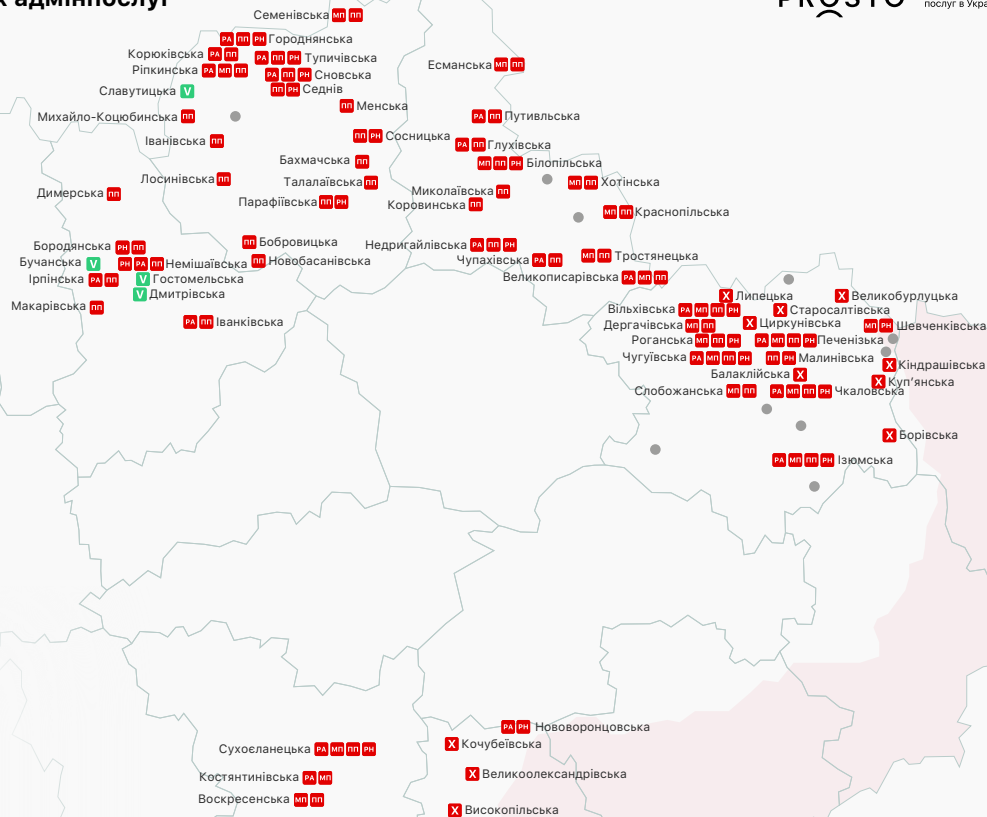 х адмінпослуг
PROSTO
послуг в Укра
Семенівська МП ПП
РА ПП РН Городнянська
Корюківська РА ПП
РА ПП РН Тупичівська
Есманська МП ПП
Ріпкинська РА МП ПП
РА ПП РН Сновська
Славутицька V
ПП РН Седнів
ПП Менська
Михайло-Коцюбинська ПП
РА ПП Путивльська
Іванівська ПП
ПП РН Сосницька
РА ПП Глухівська
Бахмачська ПП
МП ПП РН Білопільська
Лосинівська ПП
Талалаївська ПП
МП ПП Хотінська
Димерська ПП
Миколаївська ПП
Парафіївська ПП РН
Коровинська ПП
МП ПП Краснопільська
Бородянська РН ПП
ПП Бобровицька
Недригайлівська РА ПП РН
Бучанська V
РН РА ПП Немішаївська
ПП Новобасанівська
Чупахівська РА ПП
МП ПП Тростянецька
Ірпінська РА ПП
V Гостомельська
Великописарівська РА МП ПП
V Дмитрівська
X Липецька
X Великобурлуцька
Макарівська ПП
Вільхівська РА МП ПП РН
X Старосалтівська
РА ПП Іванківська
Дергачівська МП ПП
X Циркунівська
МП РН Шевченківська
Роганська МП ПП РН
РА МП ПП РН Печенізька
Чугуївська РА МП ПП РН
ПП РН Малинівська
X Кіндрашівська
Балаклійська X
X Куп’янська
Слобожанська МП ПП
РА МП ПП РН Чкаловська
X Борівська
РА МП ПП РН Ізюмська
РА РН Нововоронцовська
Сухоєланецька РА МП ПП РН
X Кочубеївська
Костянтинівська РА МП
X Великоолександрівська
Воскресенська МП ПП
X Високопільська